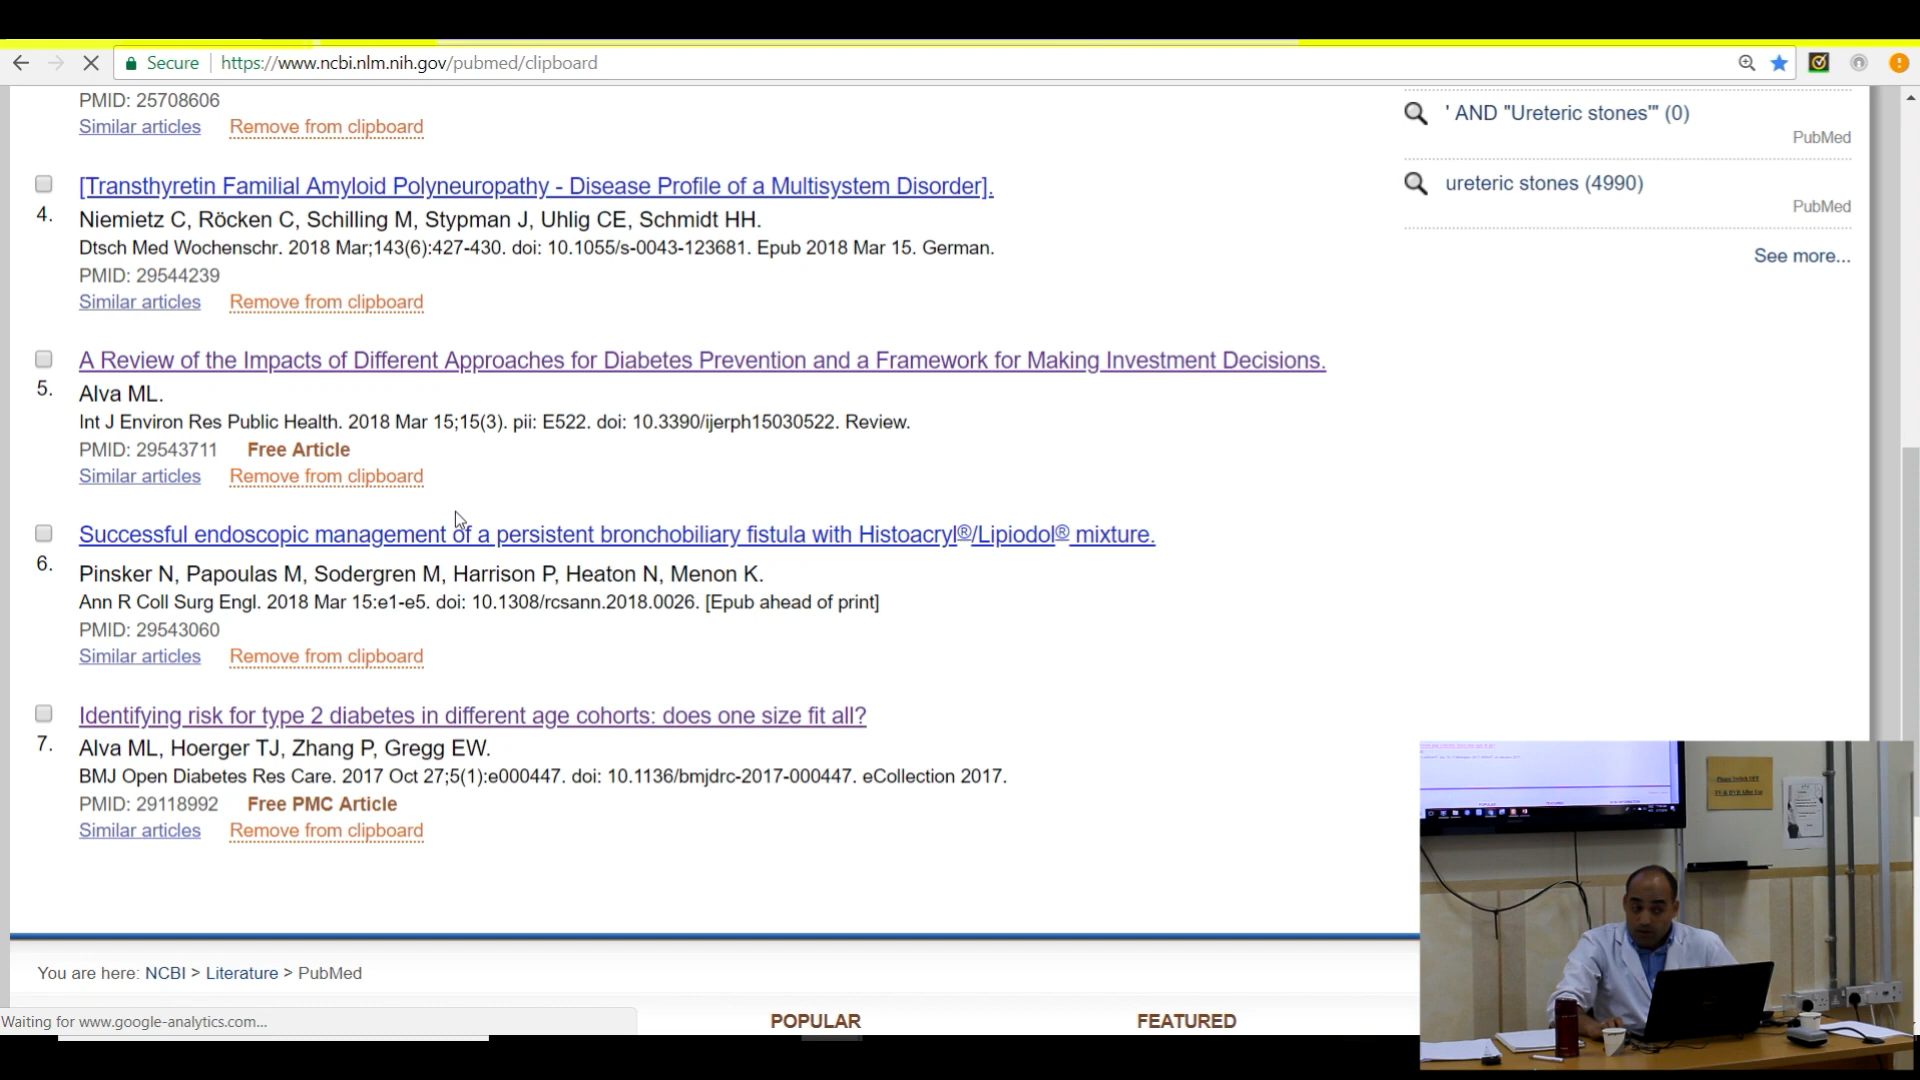 Secure https://www.ncbi.nlm.nih.gov/pubmed/clipboard
PMID: 25708606
Similar articles Remove from clipboard
[Transthyretin Familial Amyloid Polyneuropathy - Disease Profile of a Multisystem Disorder].
4.
Niemietz C, Röcken C, Schilling M, Stypman J, Uhlig CE, Schmidt HH.
Dtsch Med Wochenschr. 2018 Mar;143(6):427-430. doi: 10.1055/s-0043-123681. Epub 2018 Mar 15. German.
PMID: 29544239
Similar articles Remove from clipboard
A Review of the Impacts of Different Approaches for Diabetes Prevention and a Framework for Making Investment Decisions.
5.
Alva ML.
Int J Environ Res Public Health. 2018 Mar 15;15(3). pii: E522. doi: 10.3390/ijerph15030522. Review.
PMID: 29543711 Free Article
Similar articles Remove from clipboard
Successful endoscopic management of a persistent bronchobiliary fistula with Histoacryl®/Lipiodol® mixture.
6.
Pinsker N, Papoulas M, Sodergren M, Harrison P, Heaton N, Menon K.
Ann R Coll Surg Engl. 2018 Mar 15:e1-e5. doi: 10.1308/rcsann.2018.0026. [Epub ahead of print]
PMID: 29543060
Similar articles Remove from clipboard
Identifying risk for type 2 diabetes in different age cohorts: does one size fit all?
7.
Alva ML, Hoerger TJ, Zhang P, Gregg EW.
BMJ Open Diabetes Res Care. 2017 Oct 27;5(1):e000447. doi: 10.1136/bmjdrc-2017-000447. eCollection 2017.
PMID: 29118992 Free PMC Article
Similar articles Remove from clipboard
' AND "Ureteric stones'" (0)
PubMed
ureteric stones (4990)
PubMed
See more...
You are here: NCBI > Literature > PubMed
Waiting for www.google-analytics.com...
POPULAR FEATURED
Please Switch OFF